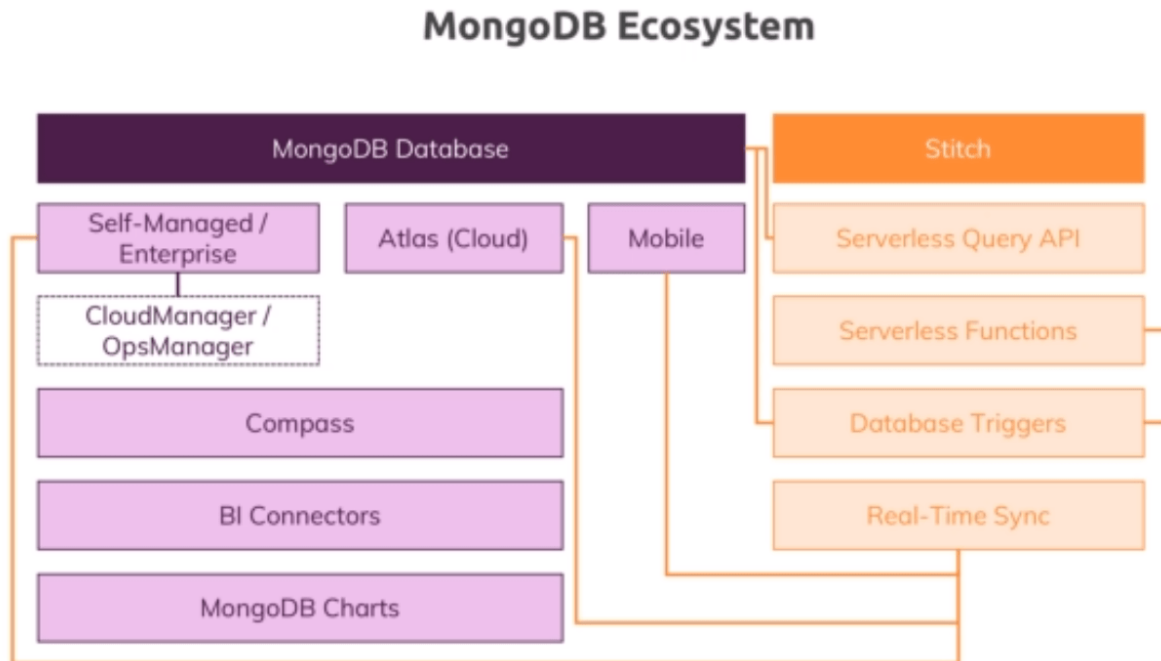 MongoDB Ecosystem
MongoDB Database
Stitch
Self-Managed /
Enterprise
Atlas (Cloud)
Mobile
Serverless Query API
CloudManager /
OpsManager
Serverless Functions
Compass
Database Triggers
BI Connectors
Real-Time Sync
MongoDB Charts